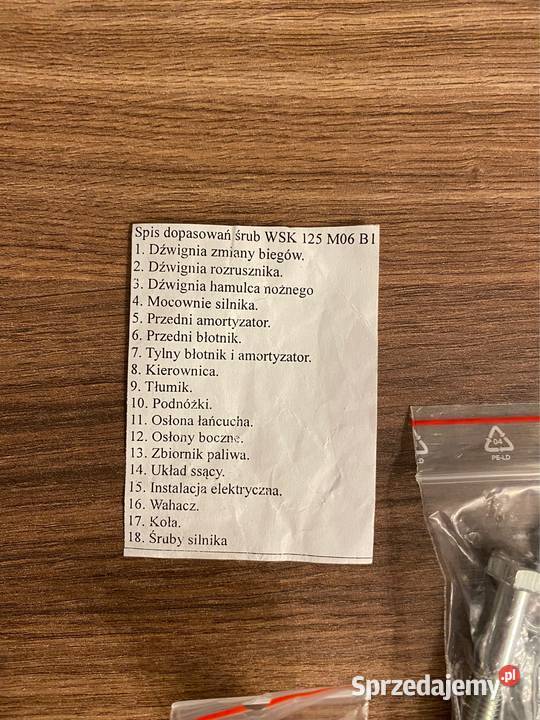 Spis dopasowań śrub WSK 125 M06 B1
1. Dźwignia zmiany biegów.
2. Dźwignia rozrusznika.
3. Dźwignia hamulca nożnego
4. Mocownie silnika.
5. Przedni amortyzator.
6. Przedni błotnik.
7. Tylny błotnik i amortyzator.
8. Kierownica.
9. Tłumik.
10. Podnóżki.
11. Osłona łańcucha.
12. Osłony boczne.
13. Zbiornik paliwa.
14. Układ ssący.
15. Instalacja elektryczna.
16. Wahacz.
17. Koła.
18. Śruby silnika
04
PE-LD
Sprzedajemy.pl